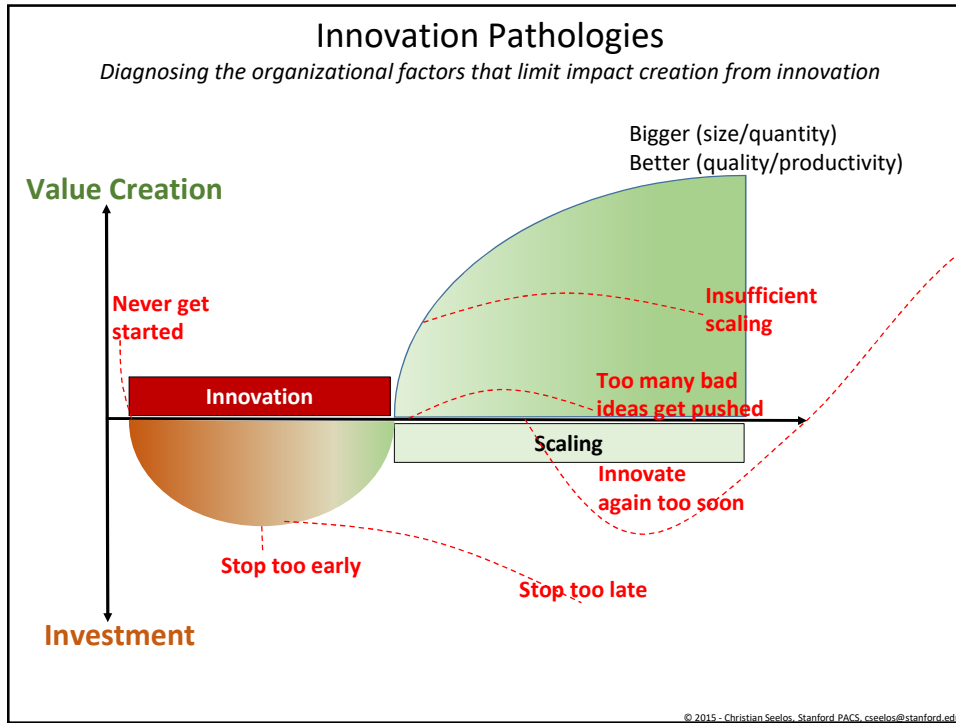 Innovation Pathologies
Diagnosing the organizational factors that limit impact creation from innovation
Bigger (size/quantity)
Better (quality/productivity)
Value Creation
Never get
started
Insufficient
scaling
Innovation
Too many bad
ideas get pushed
Scaling
Innovate
again too soon
Stop too early
Stop too late
Investment
© 2015 - Christian Seelos, Stanford PACS, cseelos@stanford.ed